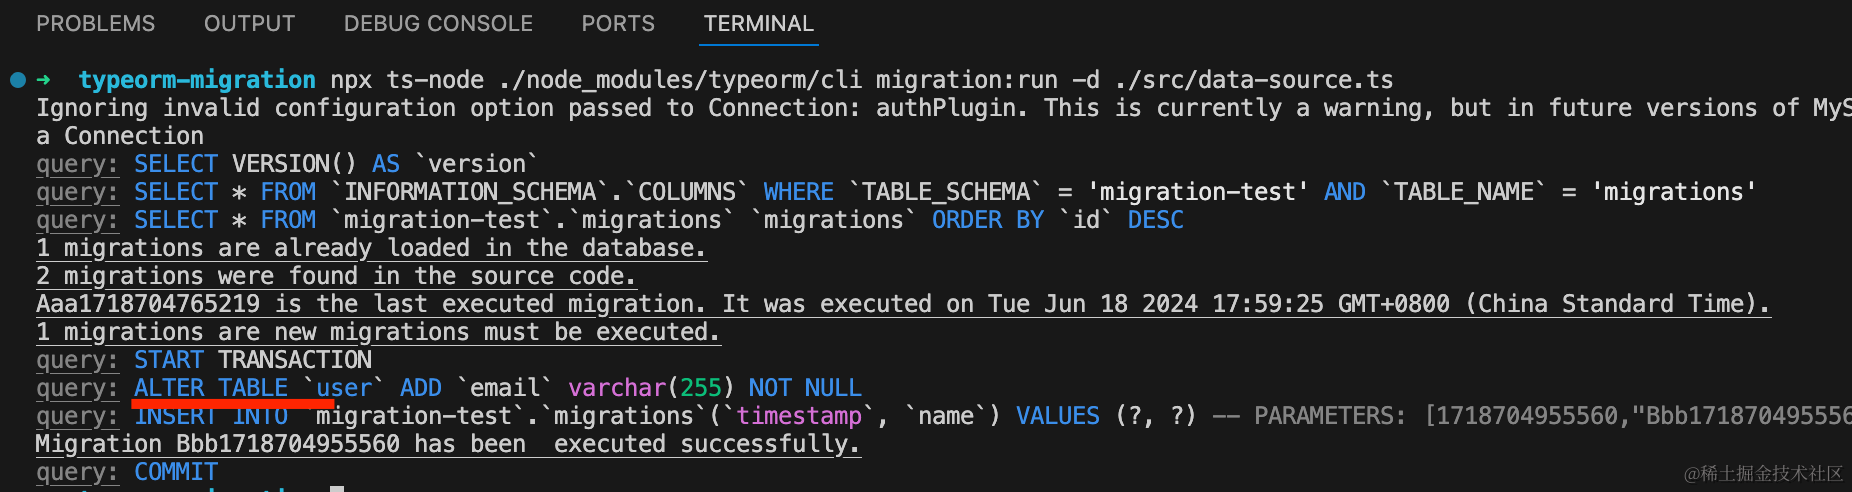 PROBLEMS OUTPUT DEBUG CONSOLE PORTS TERMINAL
➜ typeorm-migration npx ts-node ./node_modules/typeorm/cli migration:run -d ./src/data-source.ts
Ignoring invalid configuration option passed to Connection: authPlugin. This is currently a warning, but in future versions of MyS
a Connection
query: SELECT VERSION() AS `version`
query: SELECT * FROM `INFORMATION_SCHEMA`.`COLUMNS` WHERE `TABLE_SCHEMA` = 'migration-test' AND `TABLE_NAME` = 'migrations'
query: SELECT * FROM `migration-test`.`migrations` `migrations` ORDER BY `id` DESC
1 migrations are already loaded in the database.
2 migrations were found in the source code.
Aaa1718704765219 is the last executed migration. It was executed on Tue Jun 18 2024 17:59:25 GMT+0800 (China Standard Time).
1 migrations are new migrations must be executed.
query: START TRANSACTION
query: ALTER TABLE `user` ADD `email` varchar(255) NOT NULL
query: INSERT INTO `migration-test`.`migrations`(`timestamp`, `name`) VALUES (?, ?) -- PARAMETERS: [1718704955560,"Bbb171870495556
Migration Bbb1718704955560 has been  executed successfully.
query: COMMIT
@稀土掘金技术社区